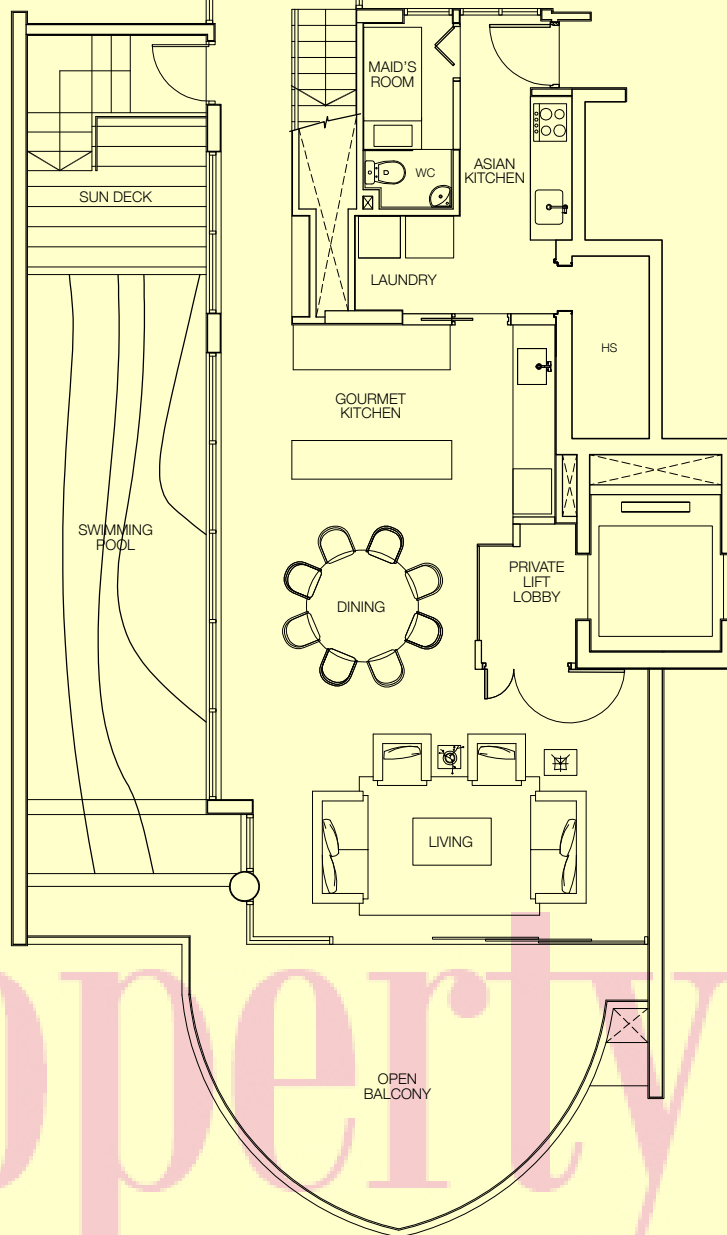 MAID'S
ROOM
WC
ASIAN
KITCHEN
SUN DECK
LAUNDRY
HS
GOURMET
KITCHEN
SWIMMING
POOL
PRIVATE
LIFT
LOBBY
DINING
LIVING
operty
OPEN
BALCONY